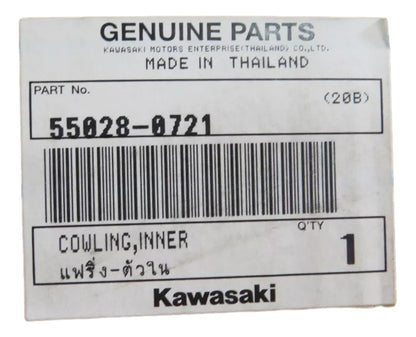 GENUINE PARTS
KAWASAKI MOTORS ENTERPRISE(THAILAND) CO.,LTD.
MADE IN THAILAND
PART No.
(20B)
55028-0721
COWLING,INNER
Q'TY
1
แฟริ่ง-ตัวใน
Kawasaki